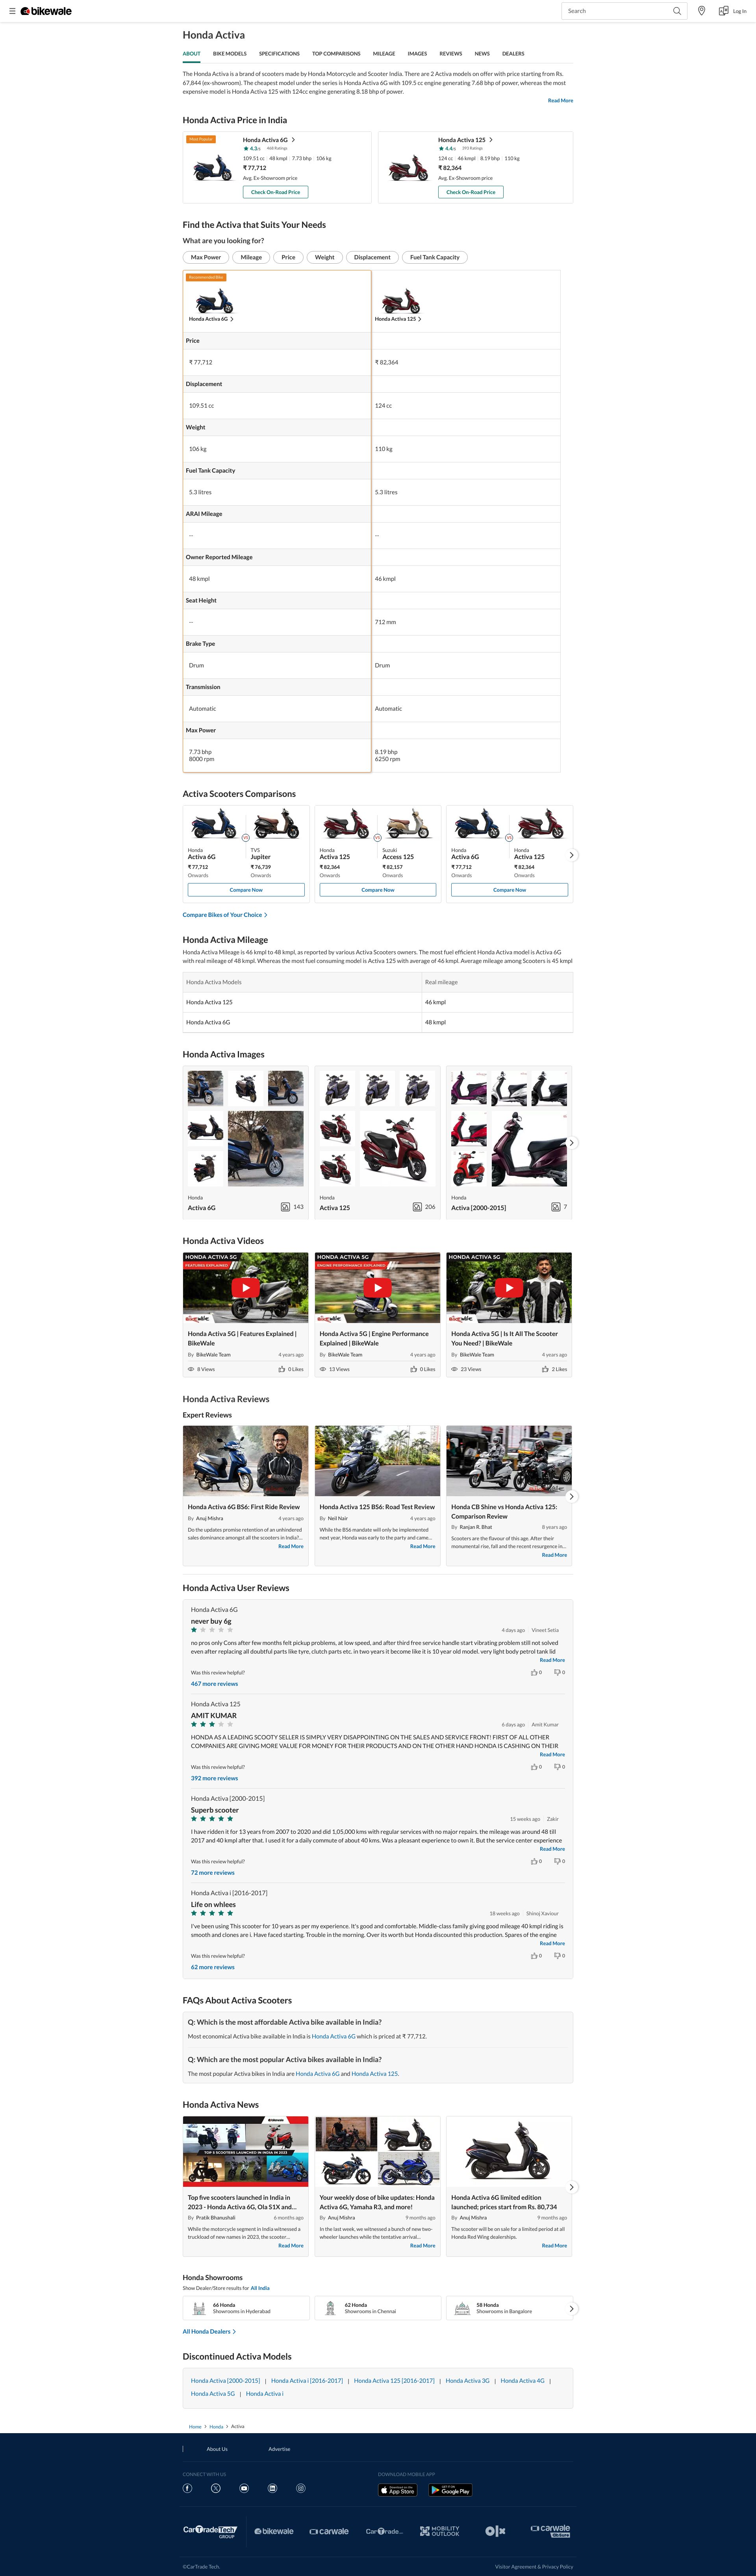 bikewale
Search
Log In
Honda Activa
ABOUT
BIKE MODELS
SPECIFICATIONS
TOP COMPARISONS
MILEAGE
IMAGES
REVIEWS
NEWS
DEALERS
The Honda Activa is a brand of scooters made by Honda Motorcycle and Scooter India. There are 2 Activa models on offer with price starting from Rs.
67,844 (ex-showroom). The cheapest model under the series is Honda Activa 6G with 109.5 cc engine generating 7.68 bhp of power, whereas the most
expensive model is Honda Activa 125 with 124cc engine generating 8.18 bhp of power.
Read More
Honda Activa Price in India
Most Popular
Honda Activa 6G
4.3/5 468 Ratings
109.51 cc 48 kmpl 7.73 bhp 106 kg
₹ 77,712
Avg. Ex-Showroom price
Check On-Road Price
Honda Activa 125
4.4/5 393 Ratings
124 cc 46 kmpl 8.19 bhp 110 kg
₹ 82,364
Avg. Ex-Showroom price
Check On-Road Price
Find the Activa that Suits Your Needs
What are you looking for?
Max Power
Mileage
Price
Weight
Displacement
Fuel Tank Capacity
Recommended Bike
Honda Activa 6G
Honda Activa 125
Price
₹ 77,712
₹ 82,364
Displacement
109.51 cc
124 cc
Weight
106 kg
110 kg
Fuel Tank Capacity
5.3 litres
5.3 litres
ARAI Mileage
--
--
Owner Reported Mileage
48 kmpl
46 kmpl
Seat Height
--
712 mm
Brake Type
Drum
Drum
Transmission
Automatic
Automatic
Max Power
7.73 bhp
8000 rpm
8.19 bhp
6250 rpm
Activa Scooters Comparisons
VS
Honda
Activa 6G
₹ 77,712
Onwards
TVS
Jupiter
₹ 76,739
Onwards
Compare Now
VS
Honda
Activa 125
₹ 82,364
Onwards
Suzuki
Access 125
₹ 82,157
Onwards
Compare Now
VS
Honda
Activa 6G
₹ 77,712
Onwards
Honda
Activa 125
₹ 82,364
Onwards
Compare Now
Compare Bikes of Your Choice
Honda Activa Mileage
Honda Activa Mileage is 46 kmpl to 48 kmpl, as reported by various Activa Scooters owners. The most fuel efficient Honda Activa model is Activa 6G
with real mileage of 48 kmpl. Whereas the most fuel consuming model is Activa 125 with average of 46 kmpl. Average mileage among Scooters is 45 kmpl
Honda Activa Models
Real mileage
Honda Activa 125
46 kmpl
Honda Activa 6G
48 kmpl
Honda Activa Images
Honda
Activa 6G
143
Honda
Activa 125
206
Honda
Activa [2000-2015]
7
Honda Activa Videos
HONDA ACTIVA 5G
FEATURES EXPLAINED
BikeWale
Honda Activa 5G | Features Explained |
BikeWale
By BikeWale Team
4 years ago
8 Views
0 Likes
HONDA ACTIVA 5G
ENGINE PERFORMANCE EXPLAINED
BikeWale
Honda Activa 5G | Engine Performance
Explained | BikeWale
By BikeWale Team
4 years ago
13 Views
0 Likes
HONDA ACTIVA 5G
BikeWale
Honda Activa 5G | Is It All The Scooter
You Need? | BikeWale
By BikeWale Team
4 years ago
23 Views
2 Likes
Honda Activa Reviews
Expert Reviews
Honda Activa 6G BS6: First Ride Review
By Anuj Mishra
4 years ago
Do the updates promise retention of an unhindered
sales dominance amongst all the scooters in India?...
Read More
Honda Activa 125 BS6: Road Test Review
By Neil Nair
4 years ago
While the BS6 mandate will only be implemented
next year, Honda was early to the party and came...
Read More
Honda CB Shine vs Honda Activa 125:
Comparison Review
By Ranjan R. Bhat
8 years ago
Scooters are the flavour of this age. After their
monumental rise, fall and the recent resurgence in...
Read More
Honda Activa User Reviews
Honda Activa 6G
never buy 6g
4 days ago Vineet Setia
no pros only Cons after few months felt pickup problems, at low speed, and after third free service handle start vibrating problem still not solved
even after replacing all doubtful parts like tyre, clutch parts etc. in two years it become like it is 10 year old model. very light body petrol tank lid
Read More
Was this review helpful?
0
0
467 more reviews
Honda Activa 125
AMIT KUMAR
6 days ago Amit Kumar
HONDA AS A LEADING SCOOTY SELLER IS SIMPLY VERY DISAPPOINTING ON THE SALES AND SERVICE FRONT! FIRST OF ALL OTHER
COMPANIES ARE GIVING MORE VALUE FOR MONEY FOR THEIR PRODUCTS AND ON THE OTHER HAND HONDA IS CASHING ON THEIR
Read More
Was this review helpful?
0
0
392 more reviews
Honda Activa [2000-2015]
Superb scooter
15 weeks ago Zakir
I have ridden it for 13 years from 2007 to 2020 and did 1,05,000 kms with regular services with no major repairs. the mileage was around 48 till
2017 and 40 kmpl after that. I used it for a daily commute of about 40 kms. Was a pleasant experience to own it. But the service center experience
Read More
Was this review helpful?
0
0
72 more reviews
Honda Activa i [2016-2017]
Life on whlees
18 weeks ago Shinoj Xaviour
I've been using This scooter for 10 years as per my experience. It's good and comfortable. Middle-class family giving good mileage 40 kmpl riding is
smooth and clones are i. Have faced starting, Trouble in the morning. Over its worth but Honda discounted this production. Spares of the engine
Read More
Was this review helpful?
0
0
62 more reviews
FAQs About Activa Scooters
Q: Which is the most affordable Activa bike available in India?
Most economical Activa bike available in India is Honda Activa 6G which is priced at ₹ 77,712.
Q: Which are the most popular Activa bikes available in India?
The most popular Activa bikes in India are Honda Activa 6G and Honda Activa 125.
Honda Activa News
bikewale
TOP 5 SCOOTERS LAUNCHED IN INDIA IN 2023
Top five scooters launched in India in
2023 - Honda Activa 6G, Ola S1X and...
By Pratik Bhanushali
6 months ago
While the motorcycle segment in India witnessed a
truckload of new names in 2023, the scooter...
Read More
Your weekly dose of bike updates: Honda
Activa 6G, Yamaha R3, and more!
By Anuj Mishra
9 months ago
In the last week, we witnessed a bunch of new two-
wheeler launches while the tentative arrival...
Read More
Honda Activa 6G limited edition
launched; prices start from Rs. 80,734
By Anuj Mishra
9 months ago
The scooter will be on sale for a limited period at all
Honda Red Wing dealerships.
Read More
Honda Showrooms
Show Dealer/Store results for All India
66 Honda
Showrooms in Hyderabad
62 Honda
Showrooms in Chennai
58 Honda
Showrooms in Bangalore
All Honda Dealers
Discontinued Activa Models
Honda Activa [2000-2015] | Honda Activa i [2016-2017] | Honda Activa 125 [2016-2017] | Honda Activa 3G | Honda Activa 4G |
Honda Activa 5G | Honda Activa i
Home > Honda > Activa
About Us
Advertise
CONNECT WITH US
DOWNLOAD MOBILE APP
Download on the
App Store
GET IT ON
Google Play
CarTradeTech
GROUP
bikewale
carwale
CarTrade
MOBILITY
OUTLOOK
olx
carwale
abSure
©CarTrade Tech.
Visitor Agreement & Privacy Policy